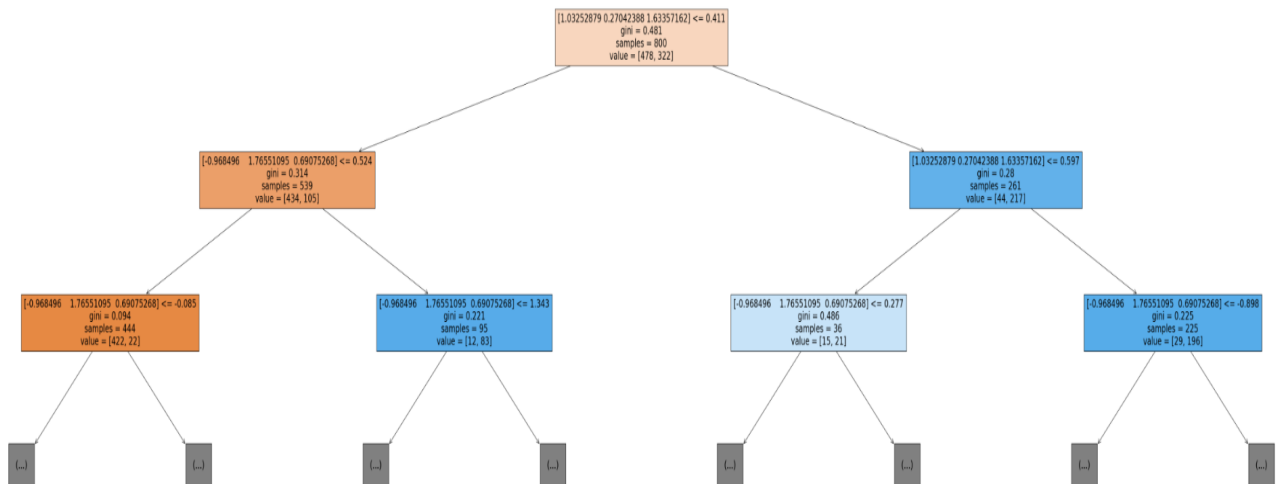 [1.03252879 0.27042388 1.63357162] <= 0.411
gini = 0.481
samples = 800
value = [478, 322]
[-0.968496 1.76551095 0.69075268] <= 0.524
gini = 0.314
samples = 539
value = [434, 105]
[1.03252879 0.27042388 1.63357162] <= 0.597
gini = 0.28
samples = 261
value = [44, 217]
[-0.968496 1.76551095 0.69075268] <= -0.085
gini = 0.094
samples = 444
value = [422, 22]
[-0.968496 1.76551095 0.69075268] <= 1.343
gini = 0.221
samples = 95
value = [12, 83]
[-0.968496 1.76551095 0.69075268] <= 0.277
gini = 0.486
samples = 36
value = [15, 21]
[-0.968496 1.76551095 0.69075268] <= -0.898
gini = 0.225
samples = 225
value = [29, 196]
(...)
(...)
(...)
(...)
(...)
(...)
(...)
(...)